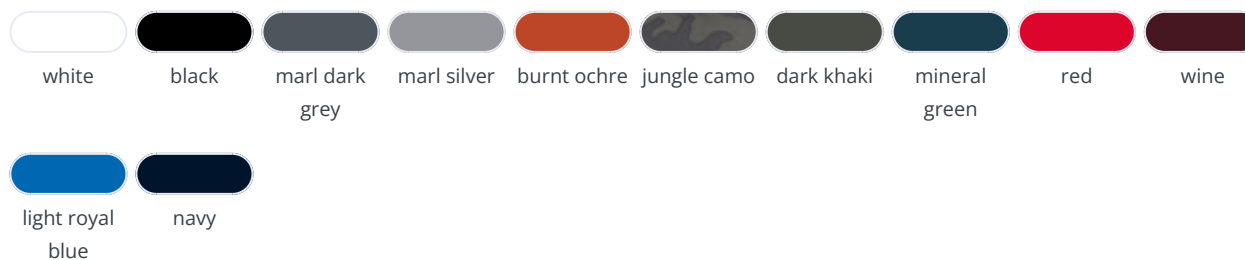 white
black
marl dark
grey
marl silver
burnt ochre
jungle camo
dark khaki
mineral
green
red
wine
light royal
blue
navy